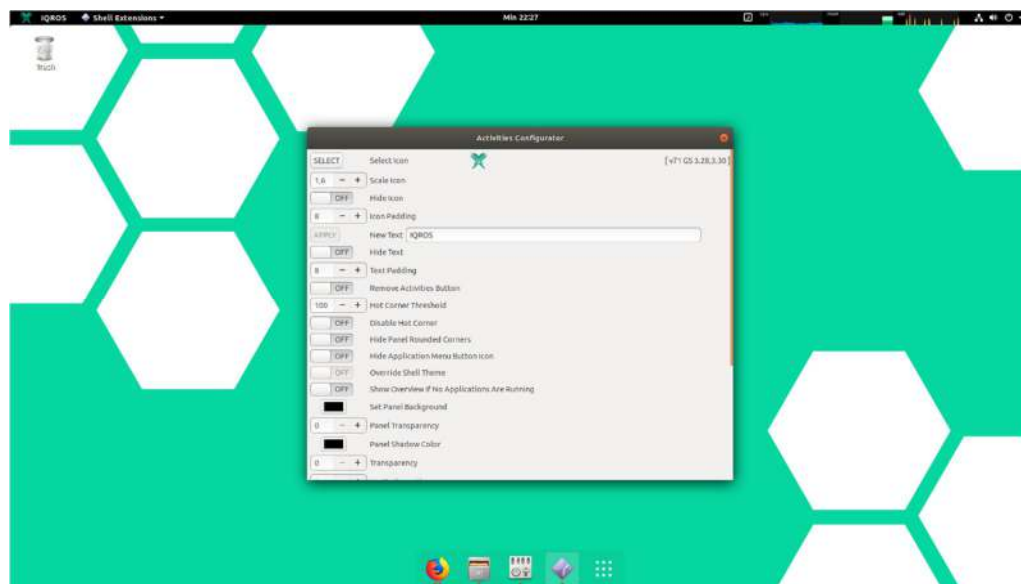 IQROS Shell Extensions Min 22:27
Trash
Activities Configurator
SELECT Select Icon [ v71 GS 3.28,3.30 ]
1,6 − + Scale Icon
OFF Hide Icon
8 − + Icon Padding
APPLY New Text IQROS
OFF Hide Text
8 − + Text Padding
OFF Remove Activities Button
100 − + Hot Corner Threshold
OFF Disable Hot Corner
OFF Hide Panel Rounded Corners
OFF Hide Application Menu Button Icon
OFF Override Shell Theme
OFF Show Overview If No Applications Are Running
Set Panel Background
0 − + Panel Transparency
Panel Shadow Color
0 − + Transparency